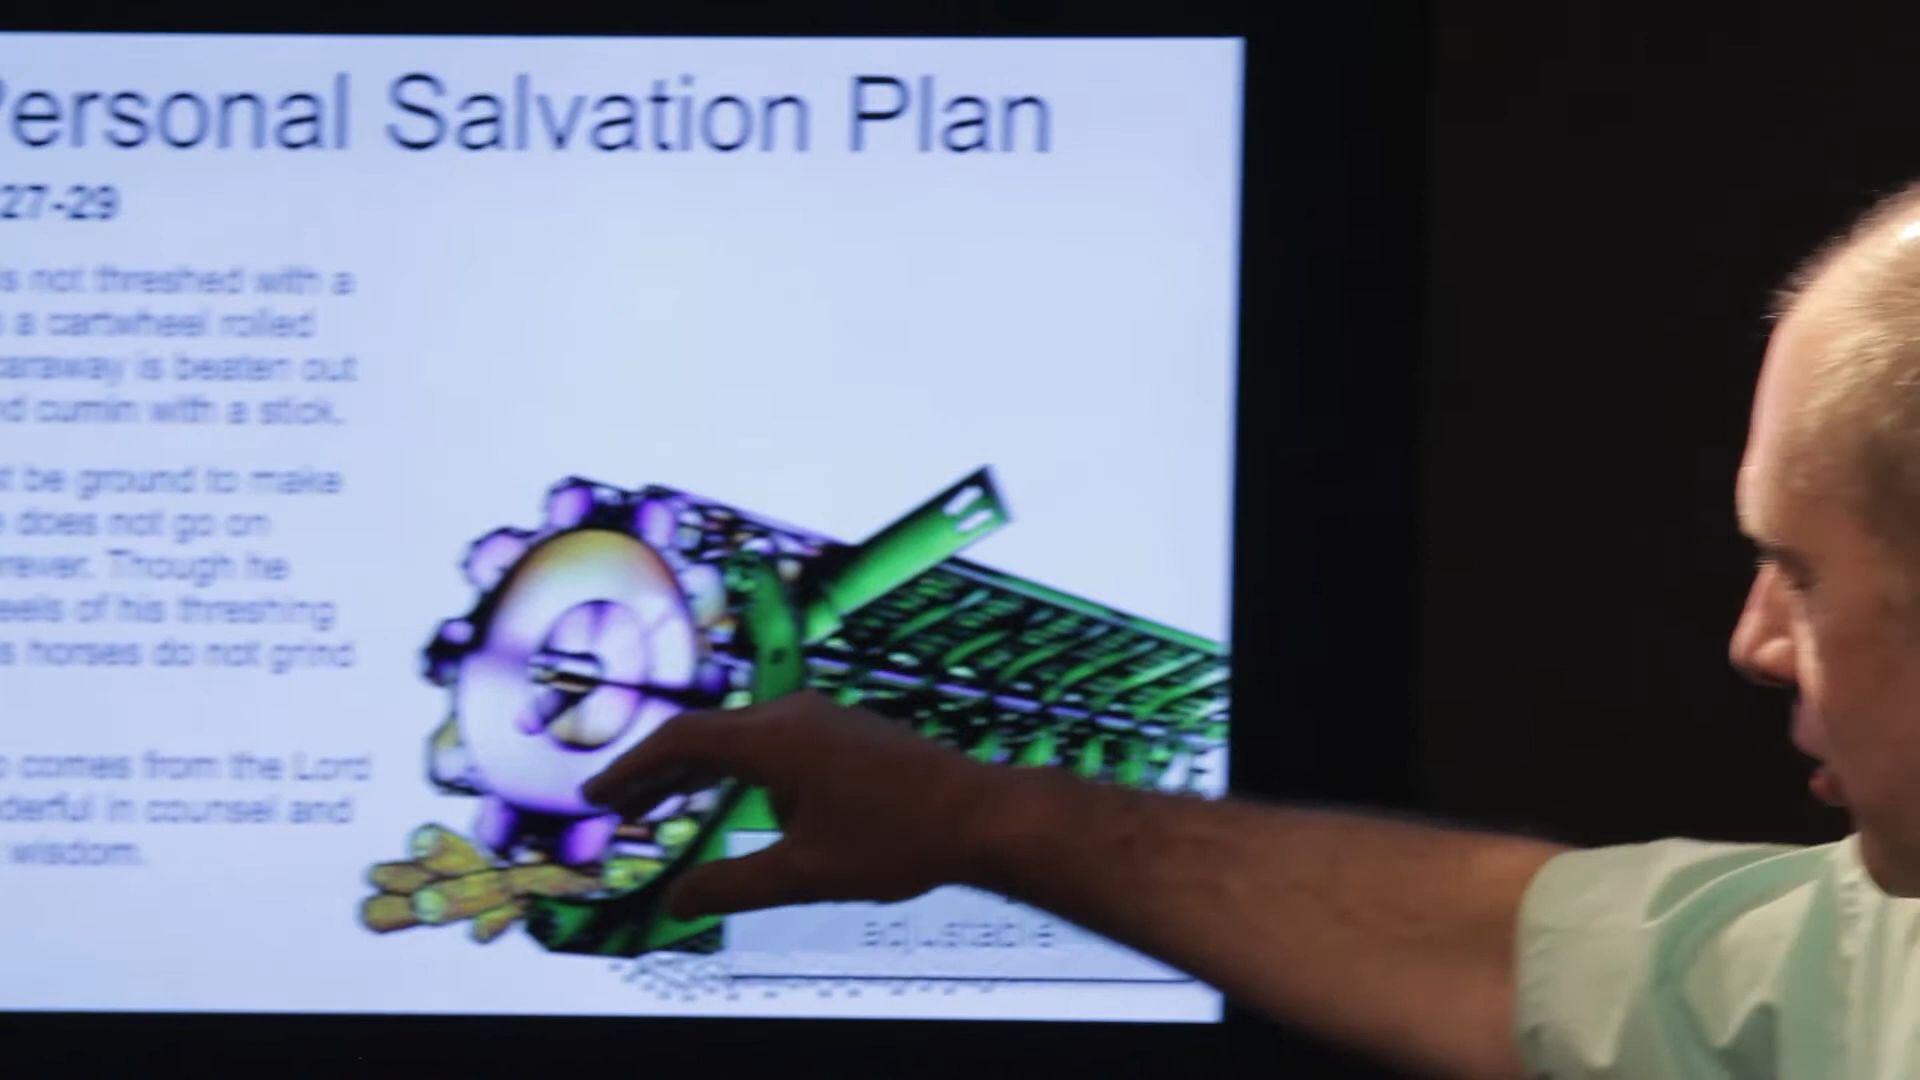 Personal Salvation Plan
27-29
is not threshed with a
a cartwheel rolled
caraway is beaten out
nd cumin with a stick.
t be ground to make
does not go on
rever. Though he
eels of his threshing
s horses do not grind
comes from the Lord
derful in counsel and
wisdom.
adjustable